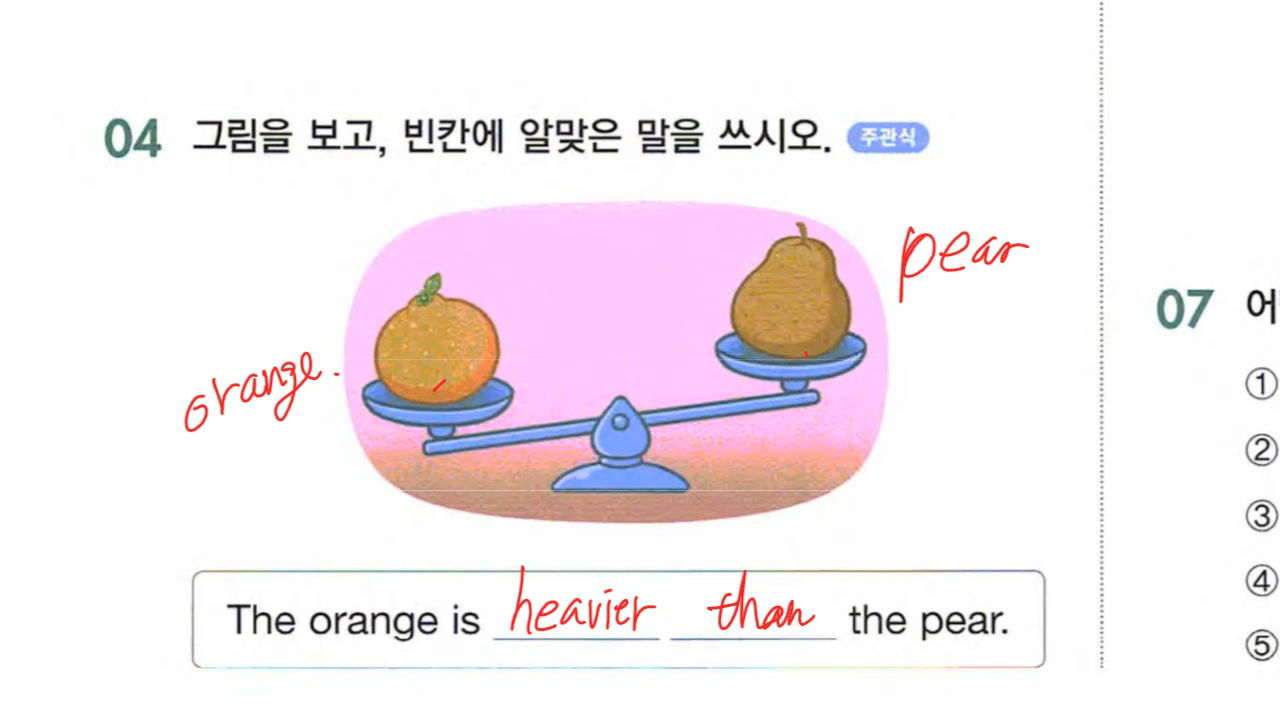 04 그림을 보고, 빈칸에 알맞은 말을 쓰시오. 주관식
pear
orange.
The orange is heavier than the pear.
07 어
①
②
③
④
⑤